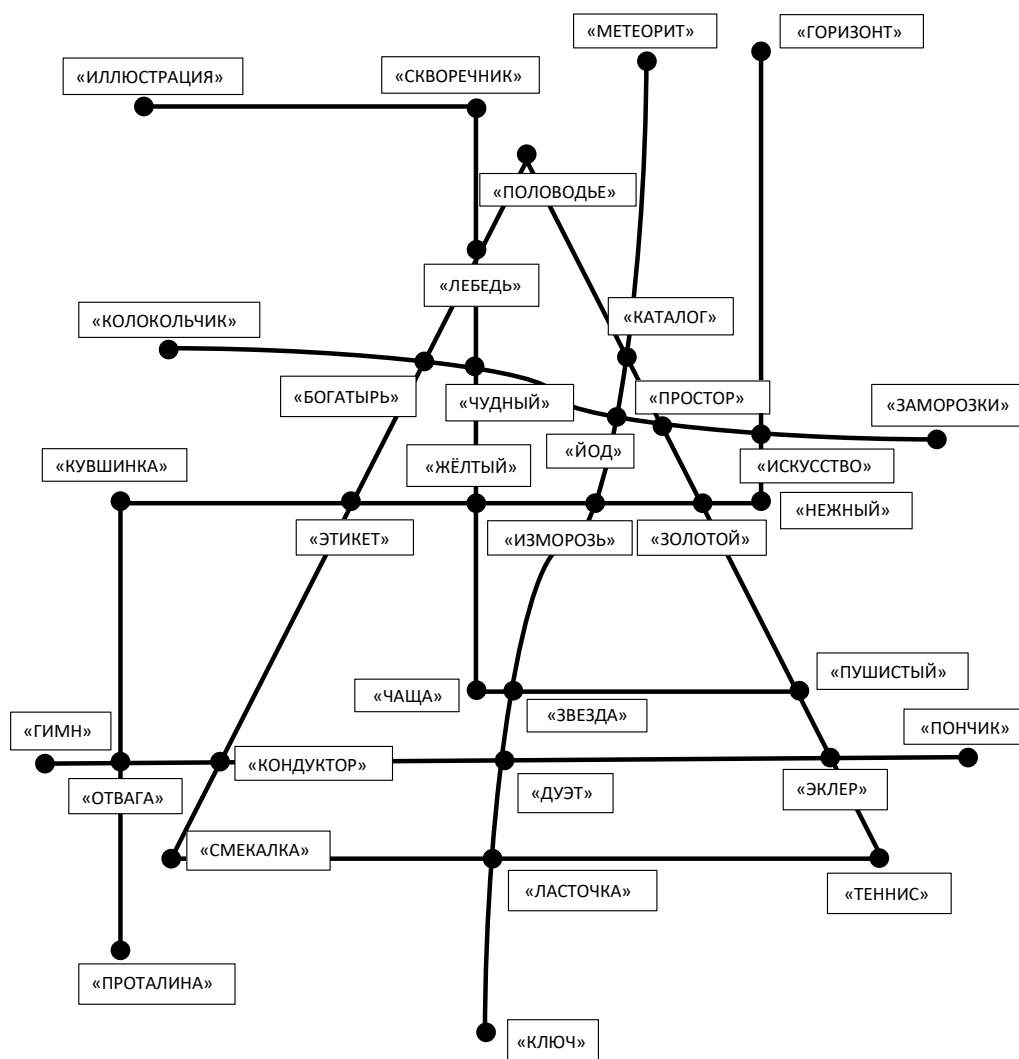 «МЕТЕОРИТ»
«ГОРИЗОНТ»
«ИЛЛЮСТРАЦИЯ»
«СКВОРЕЧНИК»
«ПОЛОВОДЬЕ»
«ЛЕБЕДЬ»
«КОЛОКОЛЬЧИК»
«КАТАЛОГ»
«БОГАТЫРЬ»
«ЧУДНЫЙ»
«ПРОСТОР»
«ЗАМОРОЗКИ»
«КУВШИНКА»
«ЖЁЛТЫЙ»
«ЙОД»
«ИСКУССТВО»
«НЕЖНЫЙ»
«ЭТИКЕТ»
«ИЗМОРОЗЬ»
«ЗОЛОТОЙ»
«ПУШИСТЫЙ»
«ЧАЩА»
«ЗВЕЗДА»
«ГИМН»
«ПОНЧИК»
«КОНДУКТОР»
«ОТВАГА»
«ДУЭТ»
«ЭКЛЕР»
«СМЕКАЛКА»
«ЛАСТОЧКА»
«ТЕННИС»
«ПРОТАЛИНА»
«КЛЮЧ»